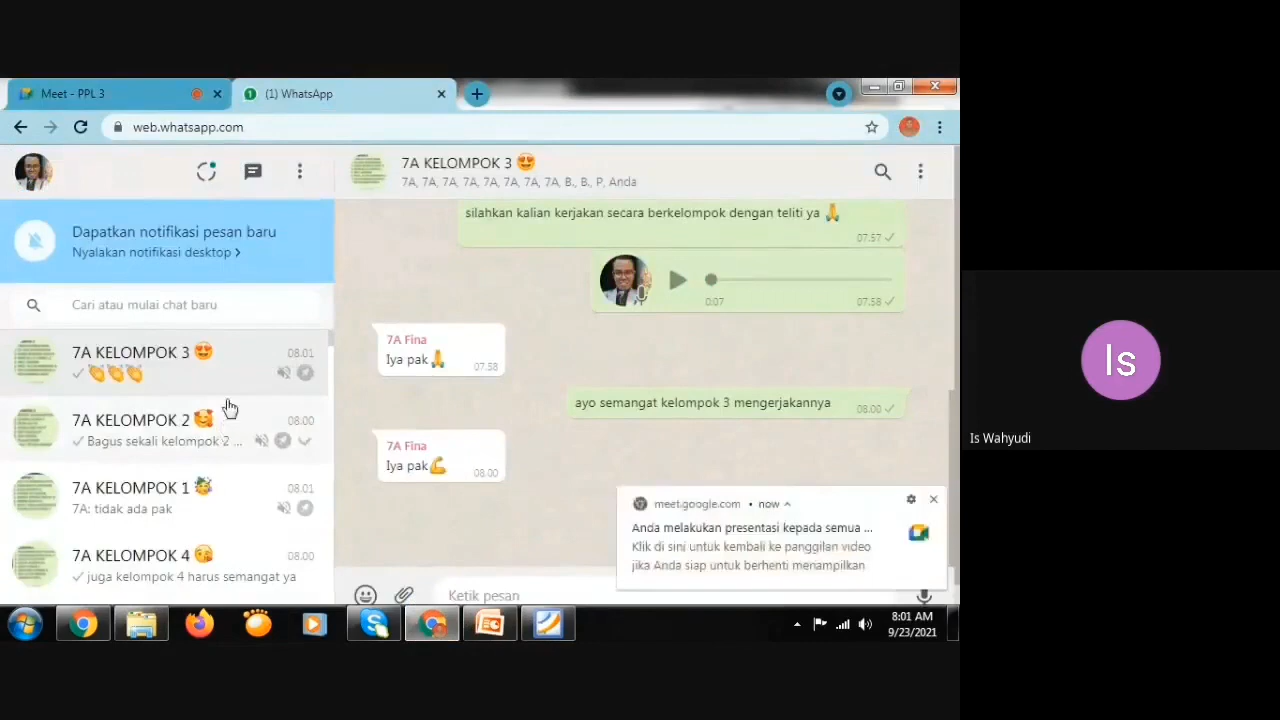 Meet - PPL 3
(1) WhatsApp
web.whatsapp.com
7A KELOMPOK 3 😍
7A, 7A, 7A, 7A, 7A, 7A, 7A, 7A, B., B., P, Anda
Dapatkan notifikasi pesan baru
Nyalakan notifikasi desktop >
Cari atau mulai chat baru
7A KELOMPOK 3 😍 08.01
👏👏👏
7A KELOMPOK 2 🥰 08.00
Bagus sekali kelompok 2 ...
7A KELOMPOK 1 🥳 08.01
7A: tidak ada pak
7A KELOMPOK 4 😘 08.00
juga kelompok 4 harus semangat ya
silahkan kalian kerjakan secara berkelompok dengan teliti ya 🙏
07.57
0:07 07.58
7A Fina
Iya pak🙏 07.58
ayo semangat kelompok 3 mengerjakannya 08.00
7A Fina
Iya pak💪 08.00
meet.google.com • now
Anda melakukan presentasi kepada semua ...
Klik di sini untuk kembali ke panggilan video
jika Anda siap untuk berhenti menampilkan
Ketik pesan
8:01 AM
9/23/2021
Is
Is Wahyudi